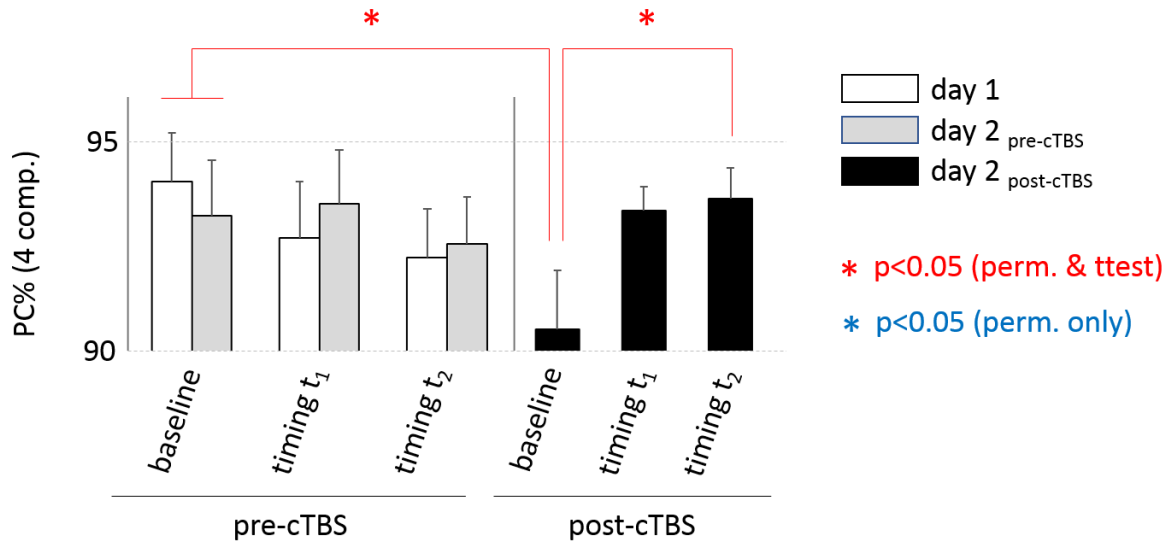 *
*
95
90
PC% (4 comp.)
baseline
timing t₁
timing t₂
baseline
timing t₁
timing t₂
pre-cTBS
post-cTBS
day 1
day 2 pre-cTBS
day 2 post-cTBS
* p<0.05 (perm. & ttest)
* p<0.05 (perm. only)